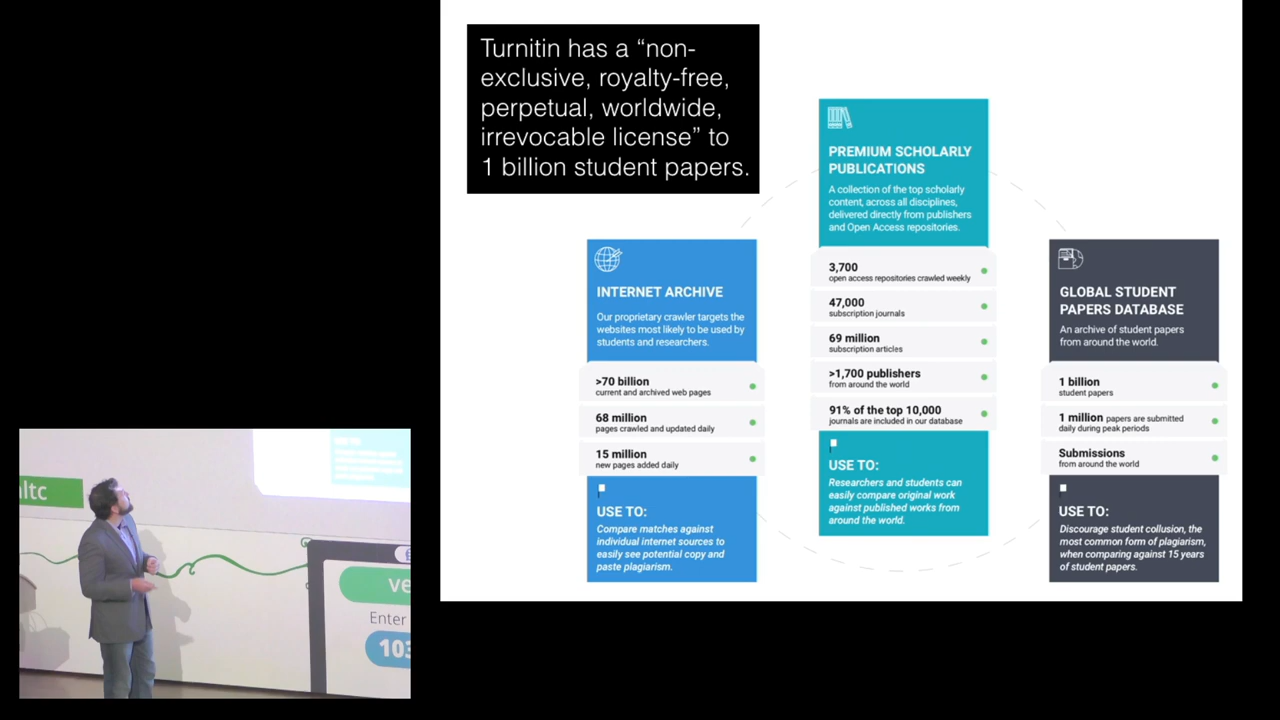 Turnitin has a “non-
exclusive, royalty-free,
perpetual, worldwide,
irrevocable license” to
1 billion student papers.
PREMIUM SCHOLARLY
PUBLICATIONS
A collection of the top scholarly
content, across all disciplines,
delivered directly from publishers
and Open Access repositories.
3,700
open access repositories crawled weekly
47,000
subscription journals
69 million
subscription articles
>1,700 publishers
from around the world
91% of the top 10,000
journals are included in our database
USE TO:
Researchers and students can
easily compare original work
against published works from
around the world.
INTERNET ARCHIVE
Our proprietary crawler targets the
websites most likely to be used by
students and researchers.
>70 billion
current and archived web pages
68 million
pages crawled and updated daily
15 million
new pages added daily
USE TO:
Compare matches against
individual internet sources to
easily see potential copy and
paste plagiarism.
GLOBAL STUDENT
PAPERS DATABASE
An archive of student papers
from around the world.
1 billion
student papers
1 million papers are submitted
daily during peak periods
Submissions
from around the world
USE TO:
Discourage student collusion, the
most common form of plagiarism,
when comparing against 15 years
of student papers.
ltc
ve
Enter
103